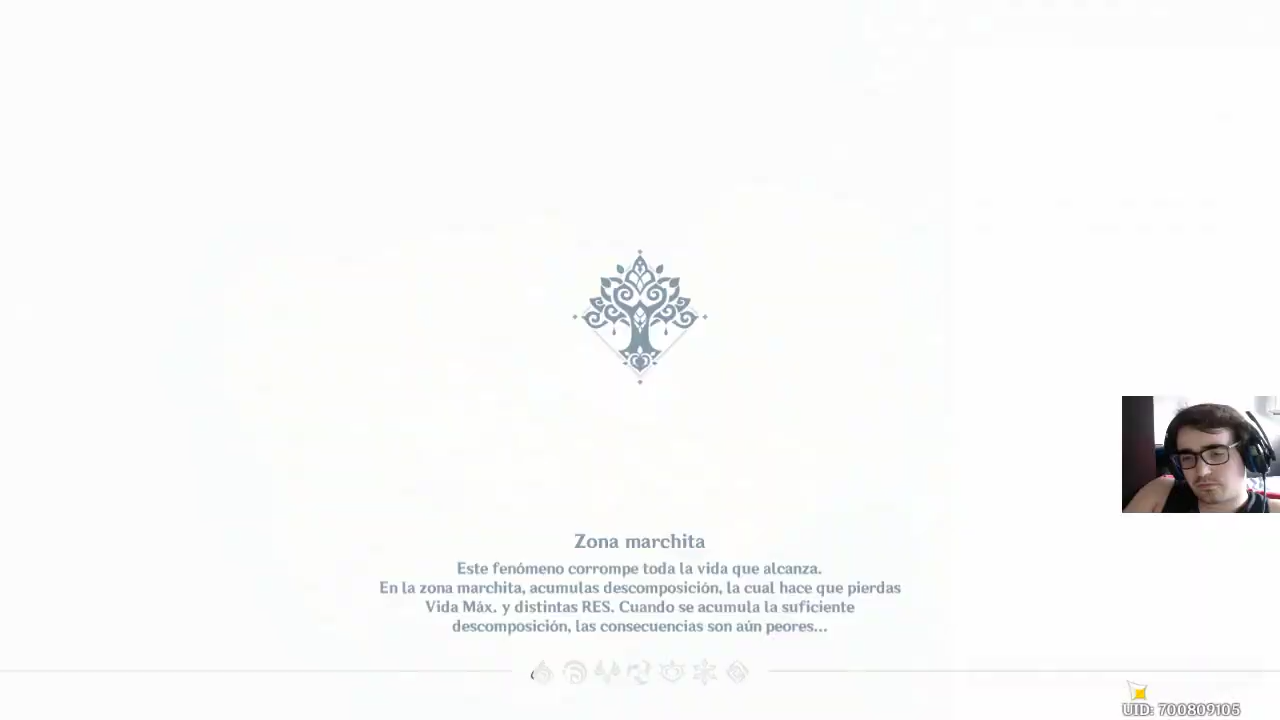 Zona marchita
Este fenómeno corrompe toda la vida que alcanza.
En la zona marchita, acumulas descomposición, la cual hace que pierdas
Vida Máx. y distintas RES. Cuando se acumula la suficiente
descomposición, las consecuencias son aún peores...
UID: 700809105